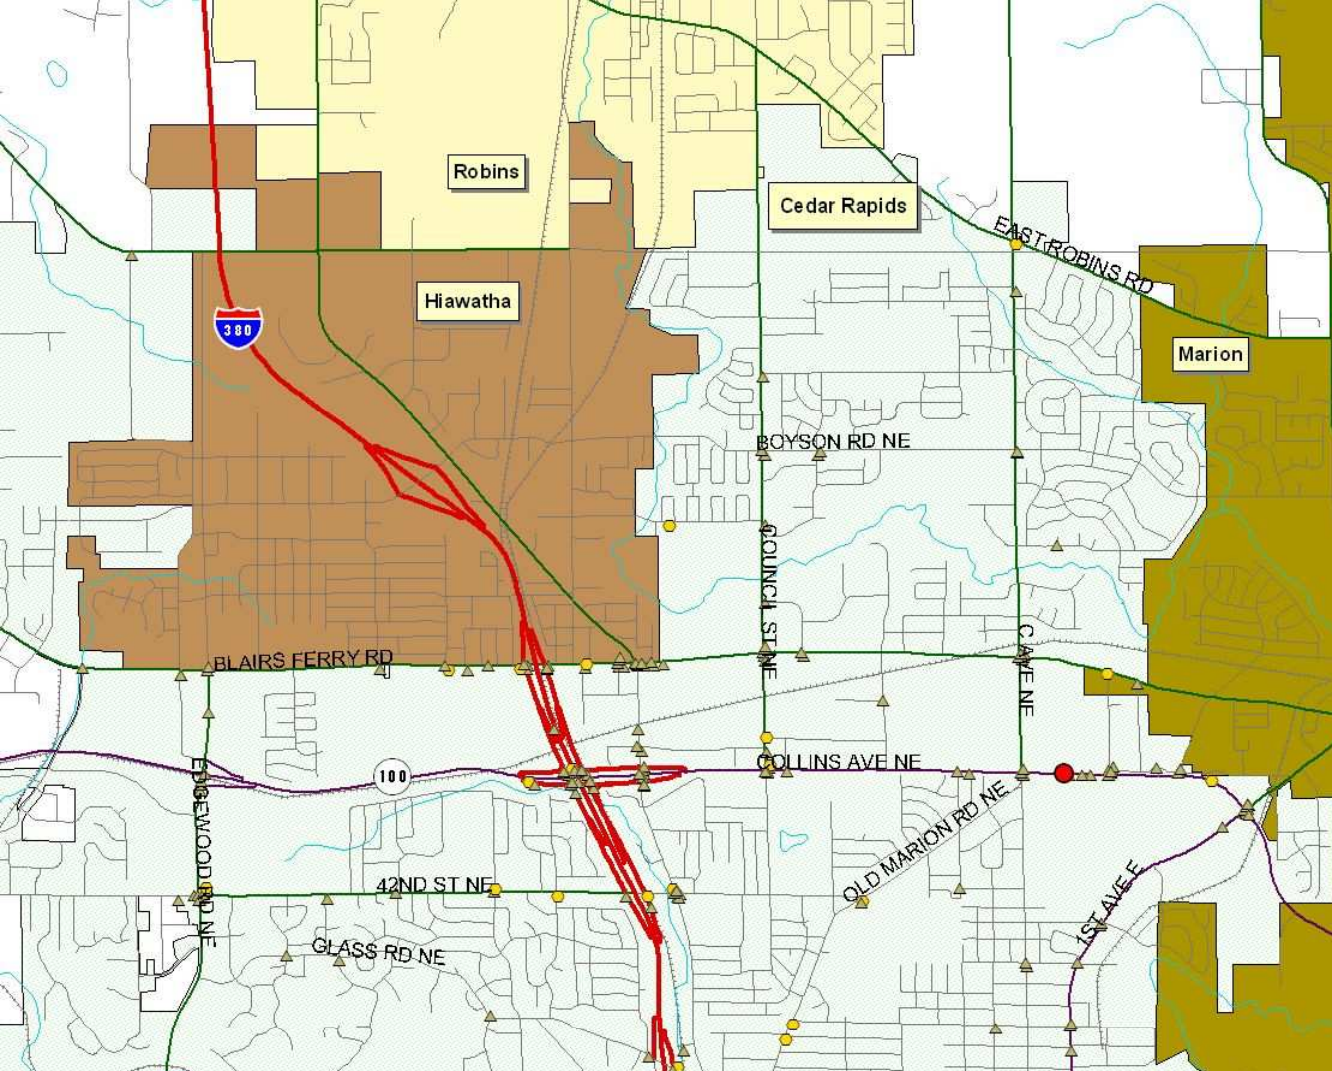 Robins
Cedar Rapids
EAST ROBINS RD
Hiawatha
380
Marion
BOYSON RD NE
COUNCIL ST NE
C AVE NE
BLAIRS FERRY RD
COLLINS AVE NE
100
EDGEWOOD RD NE
OLD MARION RD NE
42ND ST NE
1ST AVE E
GLASS RD NE